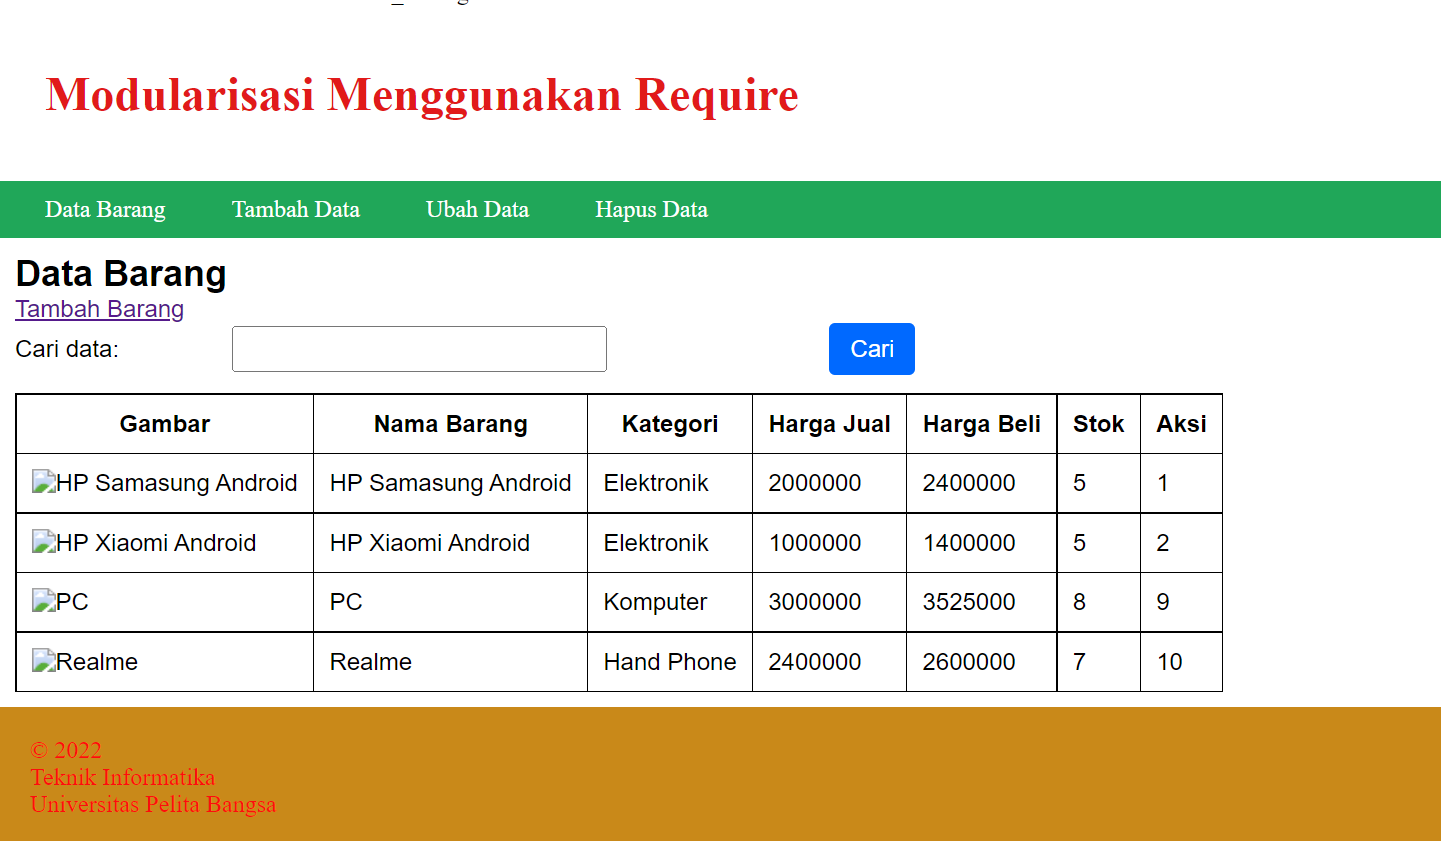 Modularisasi Menggunakan Require
Data Barang Tambah Data Ubah Data Hapus Data
Data Barang
Tambah Barang
Cari data: Cari
Gambar Nama Barang Kategori Harga Jual Harga Beli Stok Aksi
HP Samasung Android HP Samasung Android Elektronik 2000000 2400000 5 1
HP Xiaomi Android HP Xiaomi Android Elektronik 1000000 1400000 5 2
PC PC Komputer 3000000 3525000 8 9
Realme Realme Hand Phone 2400000 2600000 7 10
© 2022
Teknik Informatika
Universitas Pelita Bangsa